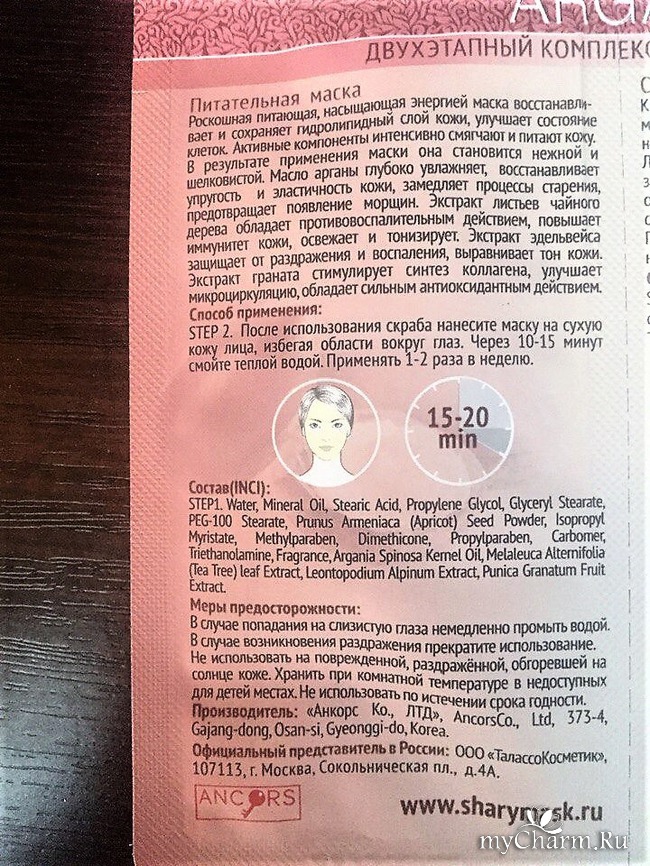 ДВУХЭТАПНЫЙ КОМПЛЕКС
Питательная маска
Роскошная питающая, насыщающая энергией маска восстанавли-
вает и сохраняет гидролипидный слой кожи, улучшает состояние
клеток. Активные компоненты интенсивно смягчают и питают кожу.
В результате применения маски она становится нежной и
шелковистой. Масло арганы глубоко увлажняет, восстанавливает
упругость и эластичность кожи, замедляет процессы старения,
предотвращает появление морщин. Экстракт листьев чайного
дерева обладает противовоспалительным действием, повышает
иммунитет кожи, освежает и тонизирует. Экстракт эдельвейса
защищает от раздражения и воспаления, выравнивает тон кожи.
Экстракт граната стимулирует синтез коллагена, улучшает
микроциркуляцию, обладает сильным антиоксидантным действием.
Способ применения:
STEP 2. После использования скраба нанесите маску на сухую
кожу лица, избегая области вокруг глаз. Через 10-15 минут
смойте теплой водой. Применять 1-2 раза в неделю.
15-20
min
Состав(INCI):
STEP1. Water, Mineral Oil, Stearic Acid, Propylene Glycol, Glyceryl Stearate,
PEG-100 Stearate, Prunus Armeniaca (Apricot) Seed Powder, Isopropyl
Myristate, Methylparaben, Dimethicone, Propylparaben, Carbomer,
Triethanolamine, Fragrance, Argania Spinosa Kernel Oil, Melaleuca Alternifolia
(Tea Tree) leaf Extract, Leontopodium Alpinum Extract, Punica Granatum Fruit
Extract.
Меры предосторожности:
В случае попадания на слизистую глаза немедленно промыть водой.
В случае возникновения раздражения прекратите использование.
Не использовать на поврежденной, раздражённой, обгоревшей на
солнце коже. Хранить при комнатной температуре в недоступных
для детей местах. Не использовать по истечении срока годности.
Производитель: «Анкорс Ко., ЛТД», AncorsCo., Ltd, 373-4,
Gajang-dong, Osan-si, Gyeonggi-do, Korea.
Официальный представитель в России: ООО «ТалассоКосметик»,
107113, г. Москва, Сокольническая пл., д.4А.
ANCORS
www.sharymask.ru
myCharm.Ru